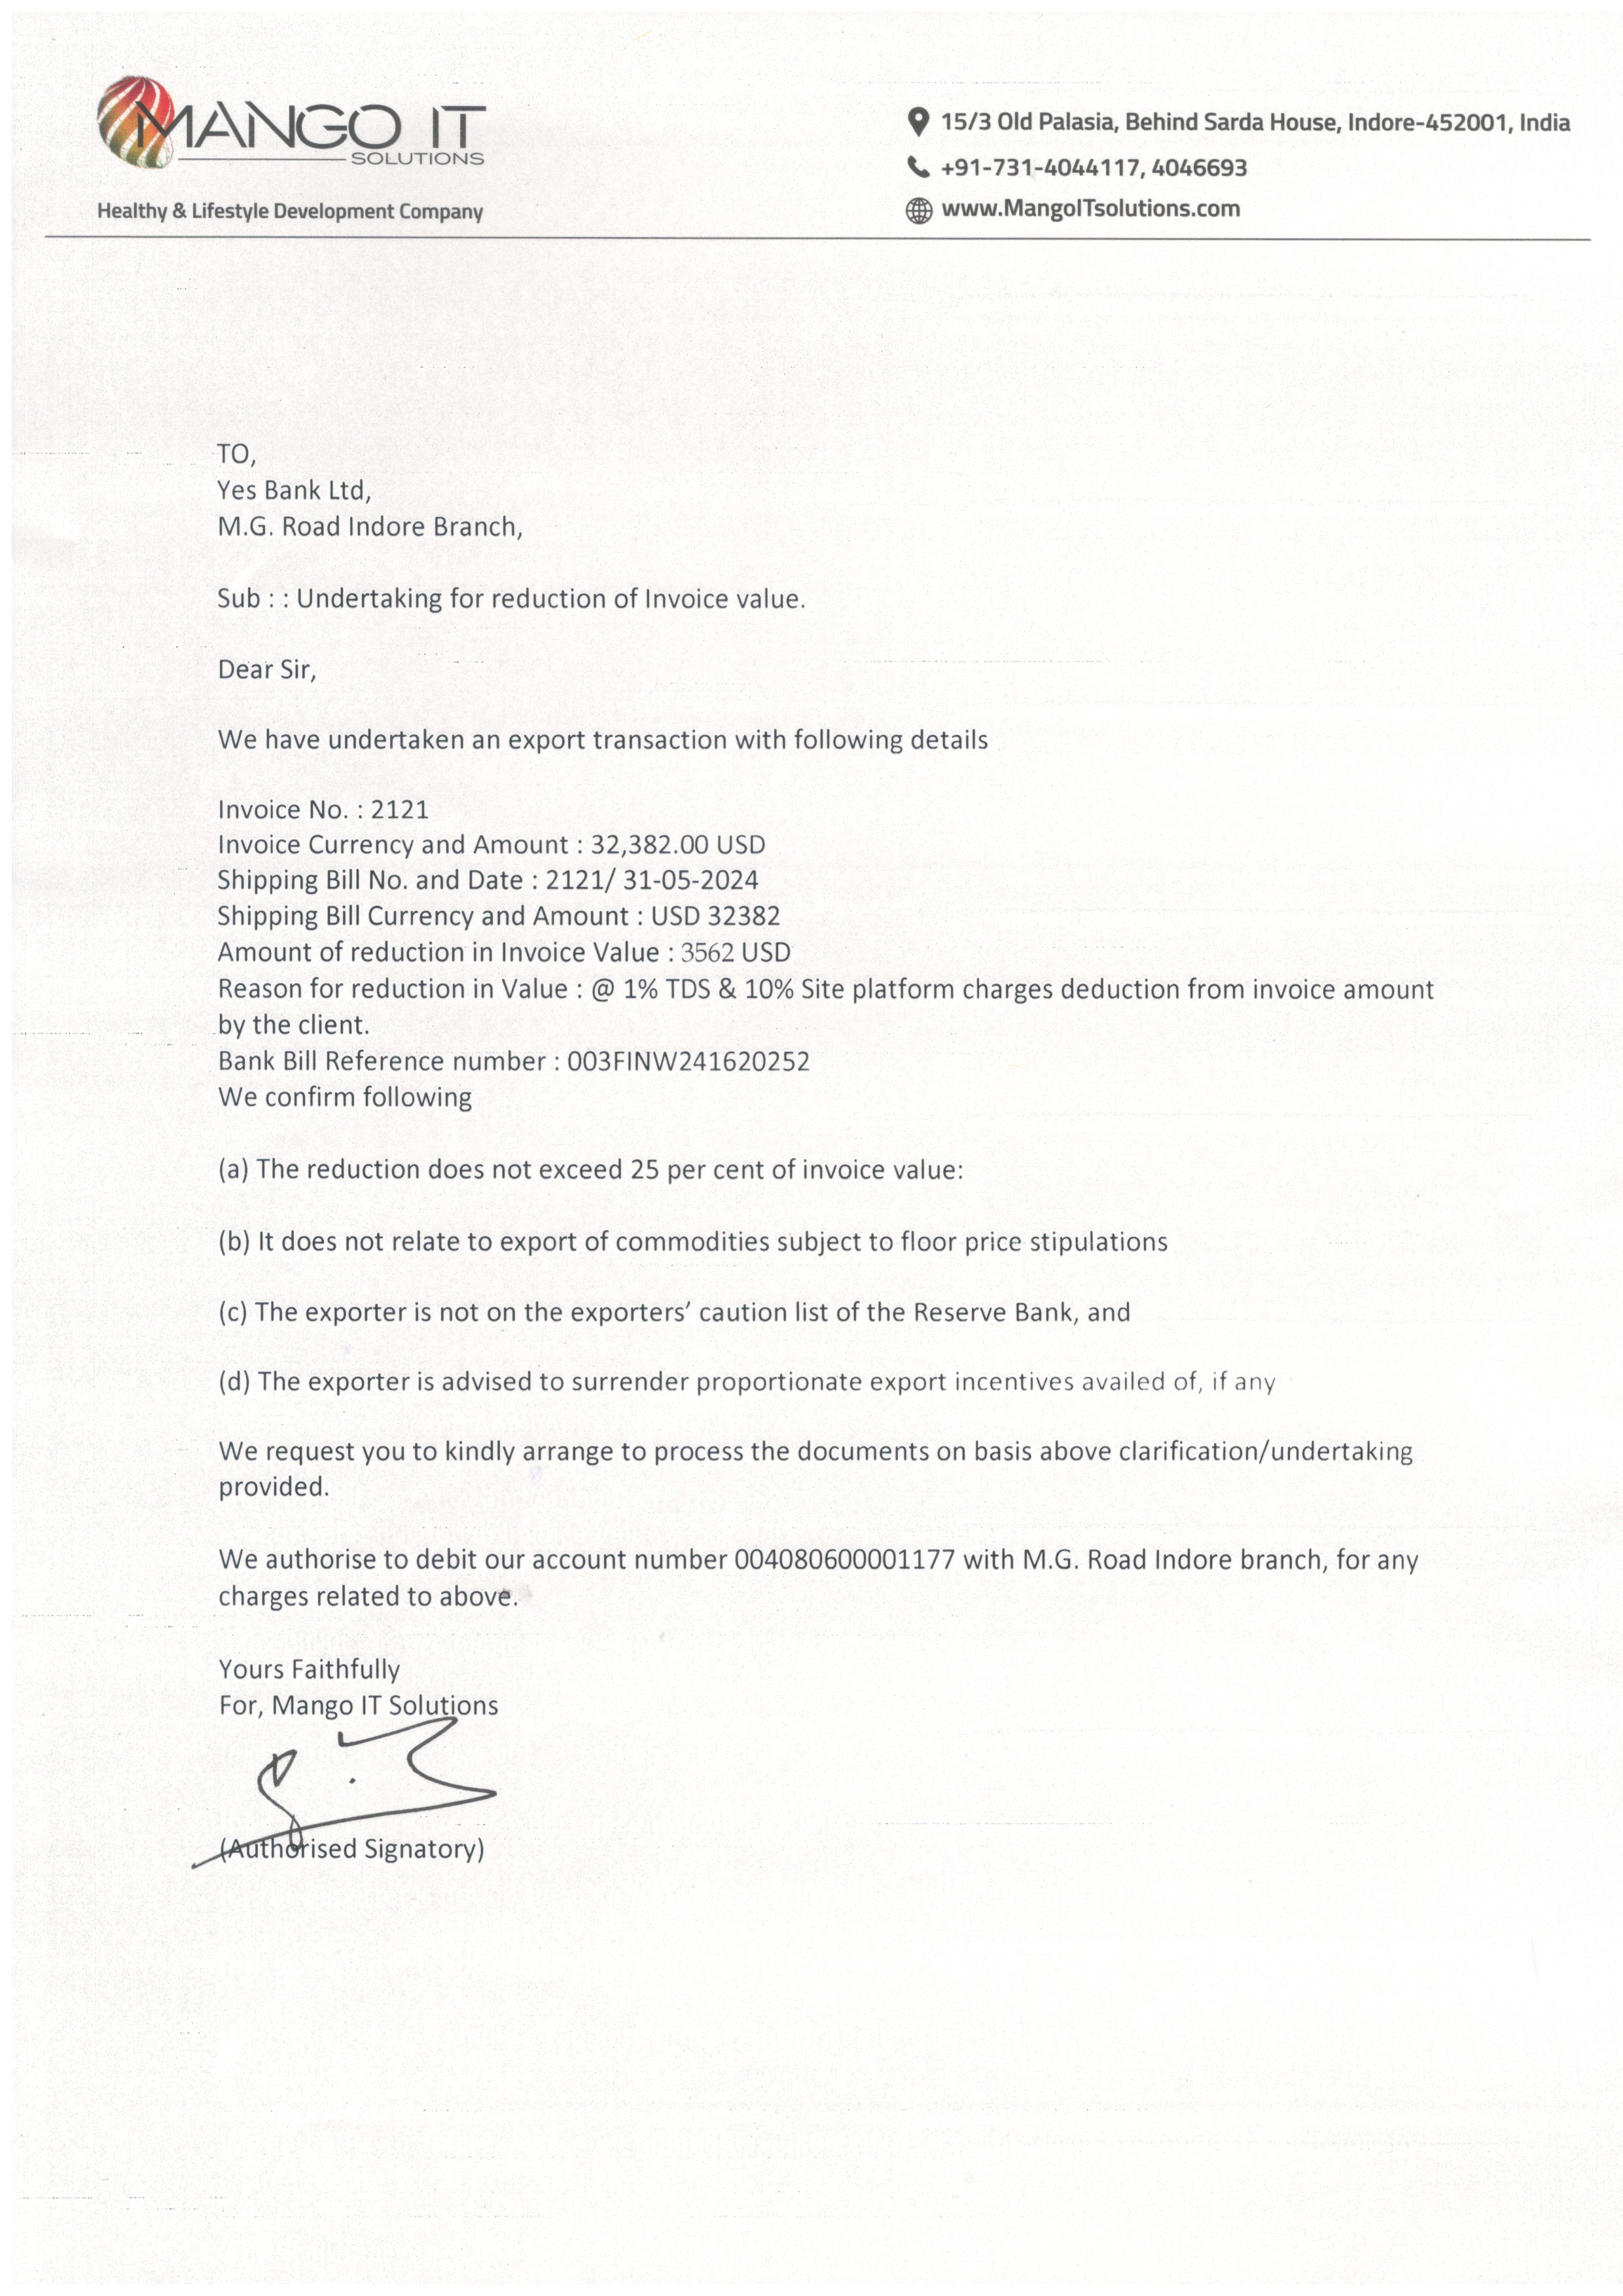 MANGO IT
SOLUTIONS
Healthy & Lifestyle Development Company
15/3 Old Palasia, Behind Sarda House, Indore-452001, India
+91-731-4044117, 4046693
www.MangoITsolutions.com
TO,
Yes Bank Ltd,
M.G. Road Indore Branch,
Sub : : Undertaking for reduction of Invoice value.
Dear Sir,
We have undertaken an export transaction with following details
Invoice No. : 2121
Invoice Currency and Amount : 32,382.00 USD
Shipping Bill No. and Date : 2121/ 31-05-2024
Shipping Bill Currency and Amount : USD 32382
Amount of reduction in Invoice Value : 3562 USD
Reason for reduction in Value : @ 1% TDS & 10% Site platform charges deduction from invoice amount
by the client.
Bank Bill Reference number : 003FINW241620252
We confirm following
(a) The reduction does not exceed 25 per cent of invoice value:
(b) It does not relate to export of commodities subject to floor price stipulations
(c) The exporter is not on the exporters’ caution list of the Reserve Bank, and
(d) The exporter is advised to surrender proportionate export incentives availed of, if any
We request you to kindly arrange to process the documents on basis above clarification/undertaking
provided.
We authorise to debit our account number 004080600001177 with M.G. Road Indore branch, for any
charges related to above.
Yours Faithfully
For, Mango IT Solutions
(Authorised Signatory)